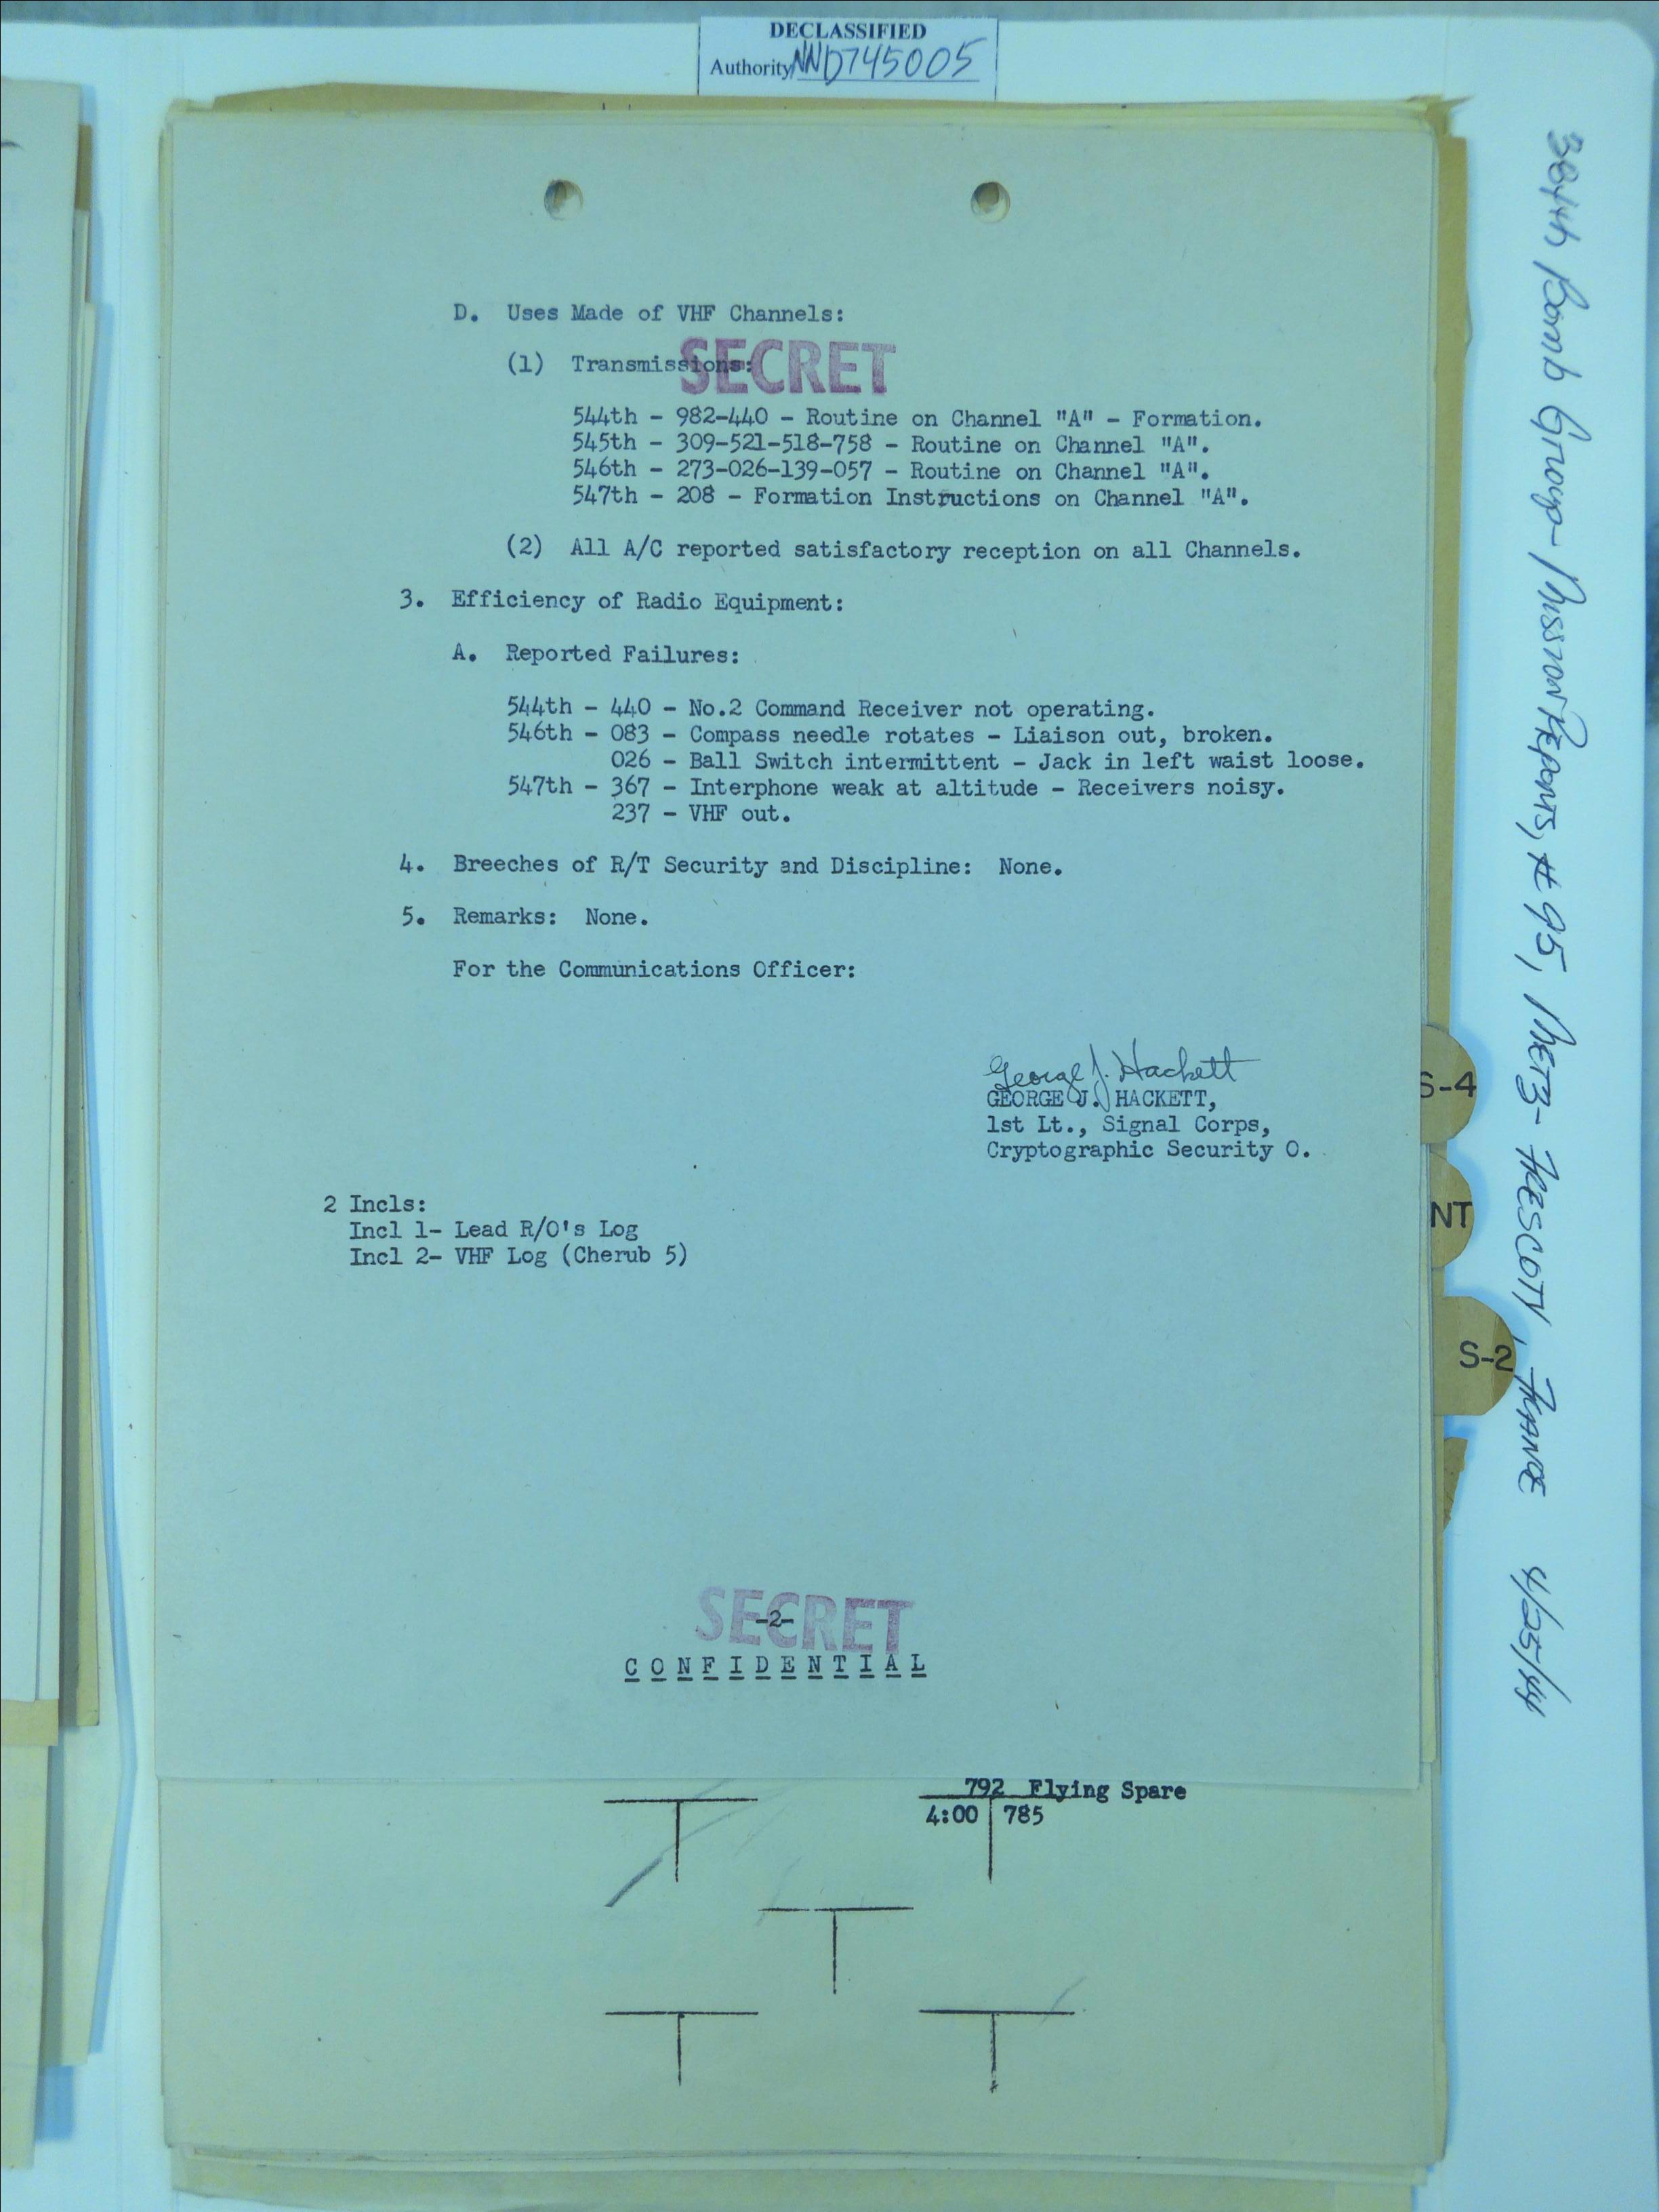 DECLASSIFIED
Authority NND745005
D. Uses Made of VHF Channels:
SECRET
(1) Transmissions:
544th - 982-440 - Routine on Channel "A" - Formation.
545th - 309-521-518-758 - Routine on Channel "A".
546th - 273-026-139-057 - Routine on Channel "A".
547th - 208 - Formation Instructions on Channel "A".
(2) All A/C reported satisfactory reception on all Channels.
3. Efficiency of Radio Equipment:
A. Reported Failures:
544th - 440 - No.2 Command Receiver not operating.
546th - 083 - Compass needle rotates - Liaison out, broken.
026 - Ball Switch intermittent - Jack in left waist loose.
547th - 367 - Interphone weak at altitude - Receivers noisy.
237 - VHF out.
4. Breeches of R/T Security and Discipline: None.
5. Remarks: None.
For the Communications Officer:
George J. Hackett
GEORGE J. HACKETT,
1st Lt., Signal Corps,
Cryptographic Security O.
2 Incls:
Incl 1- Lead R/O's Log
Incl 2- VHF Log (Cherub 5)
SECRET
-2-
CONFIDENTIAL
792 Flying Spare
4:00 785
S-4
NT
S-2
384th Bomb Group - Mission Reports, #95, Metz-Frescoty, France 4/25/44